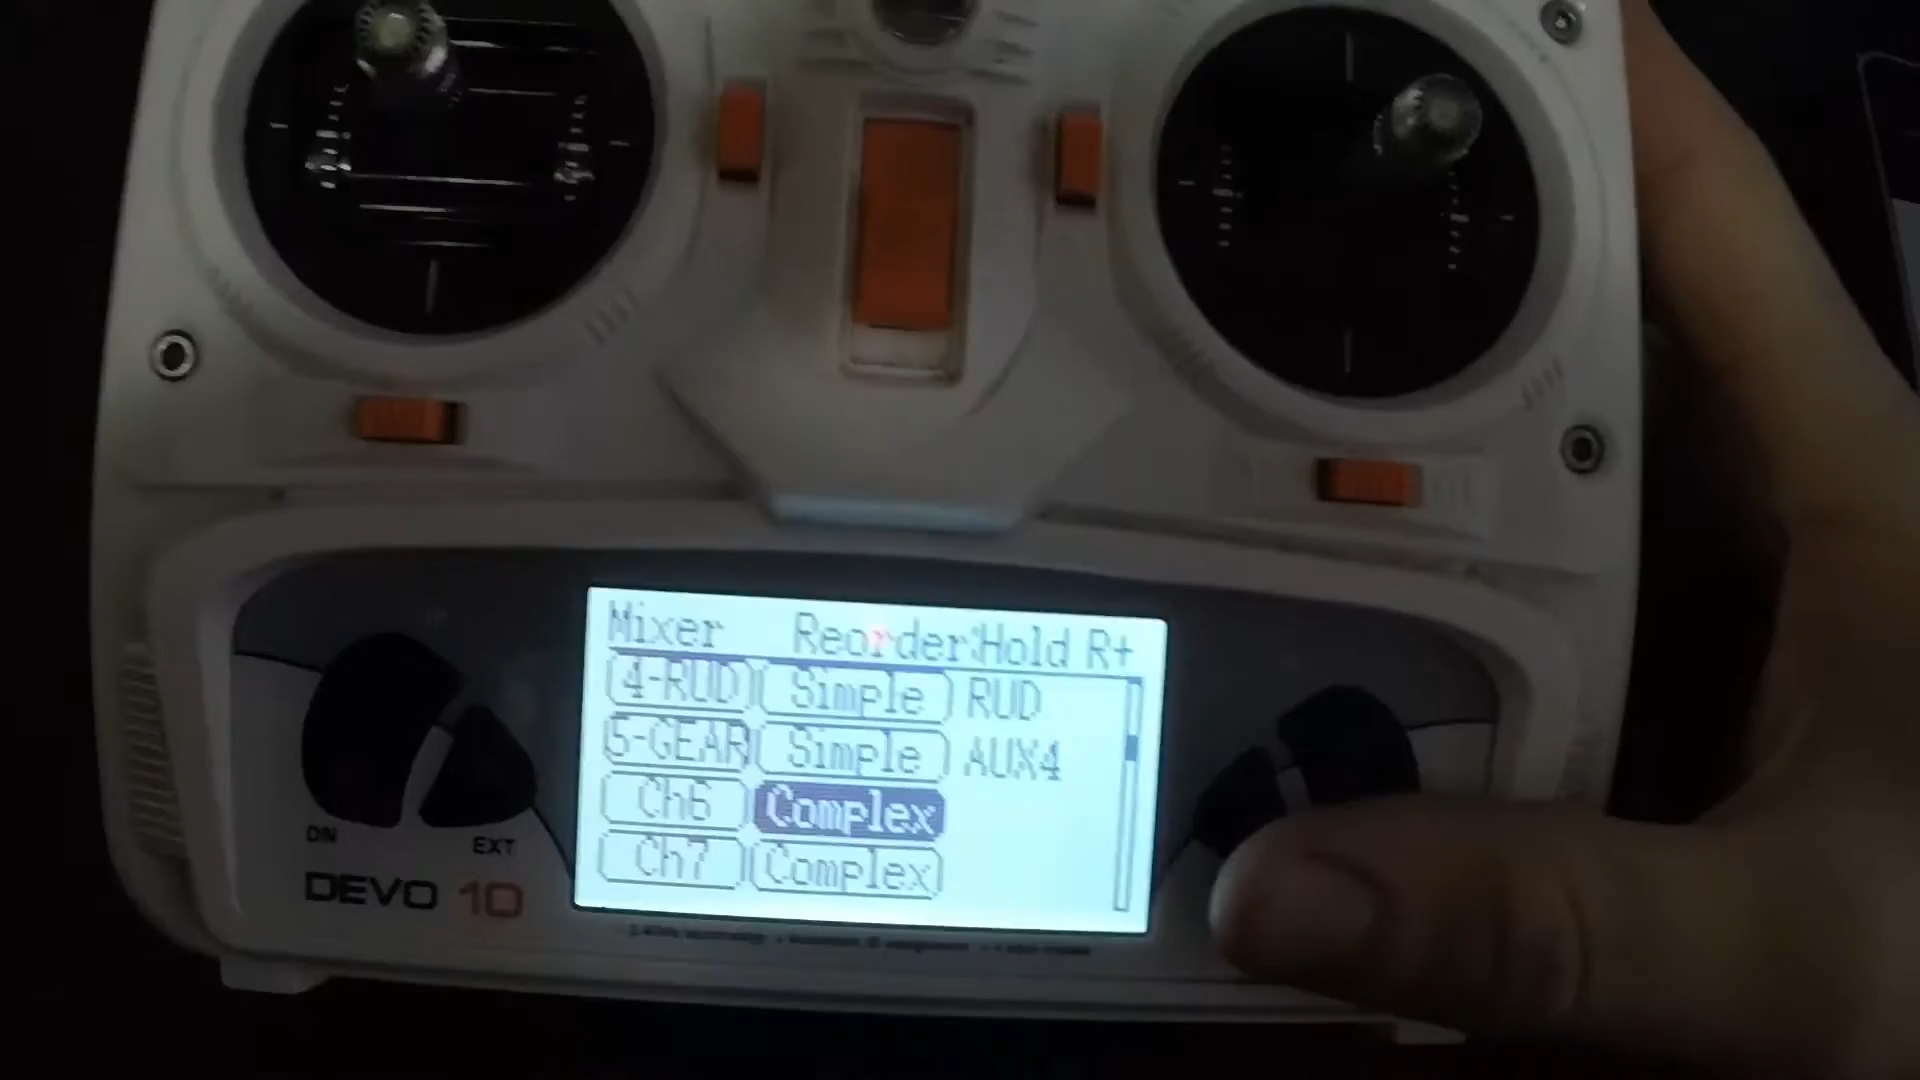 Mixer Reorder:Hold R+
4-RUD Simple RUD
5-GEAR Simple AUX4
Ch6 Complex
Ch7 Complex
DN EXT
DEVO 10